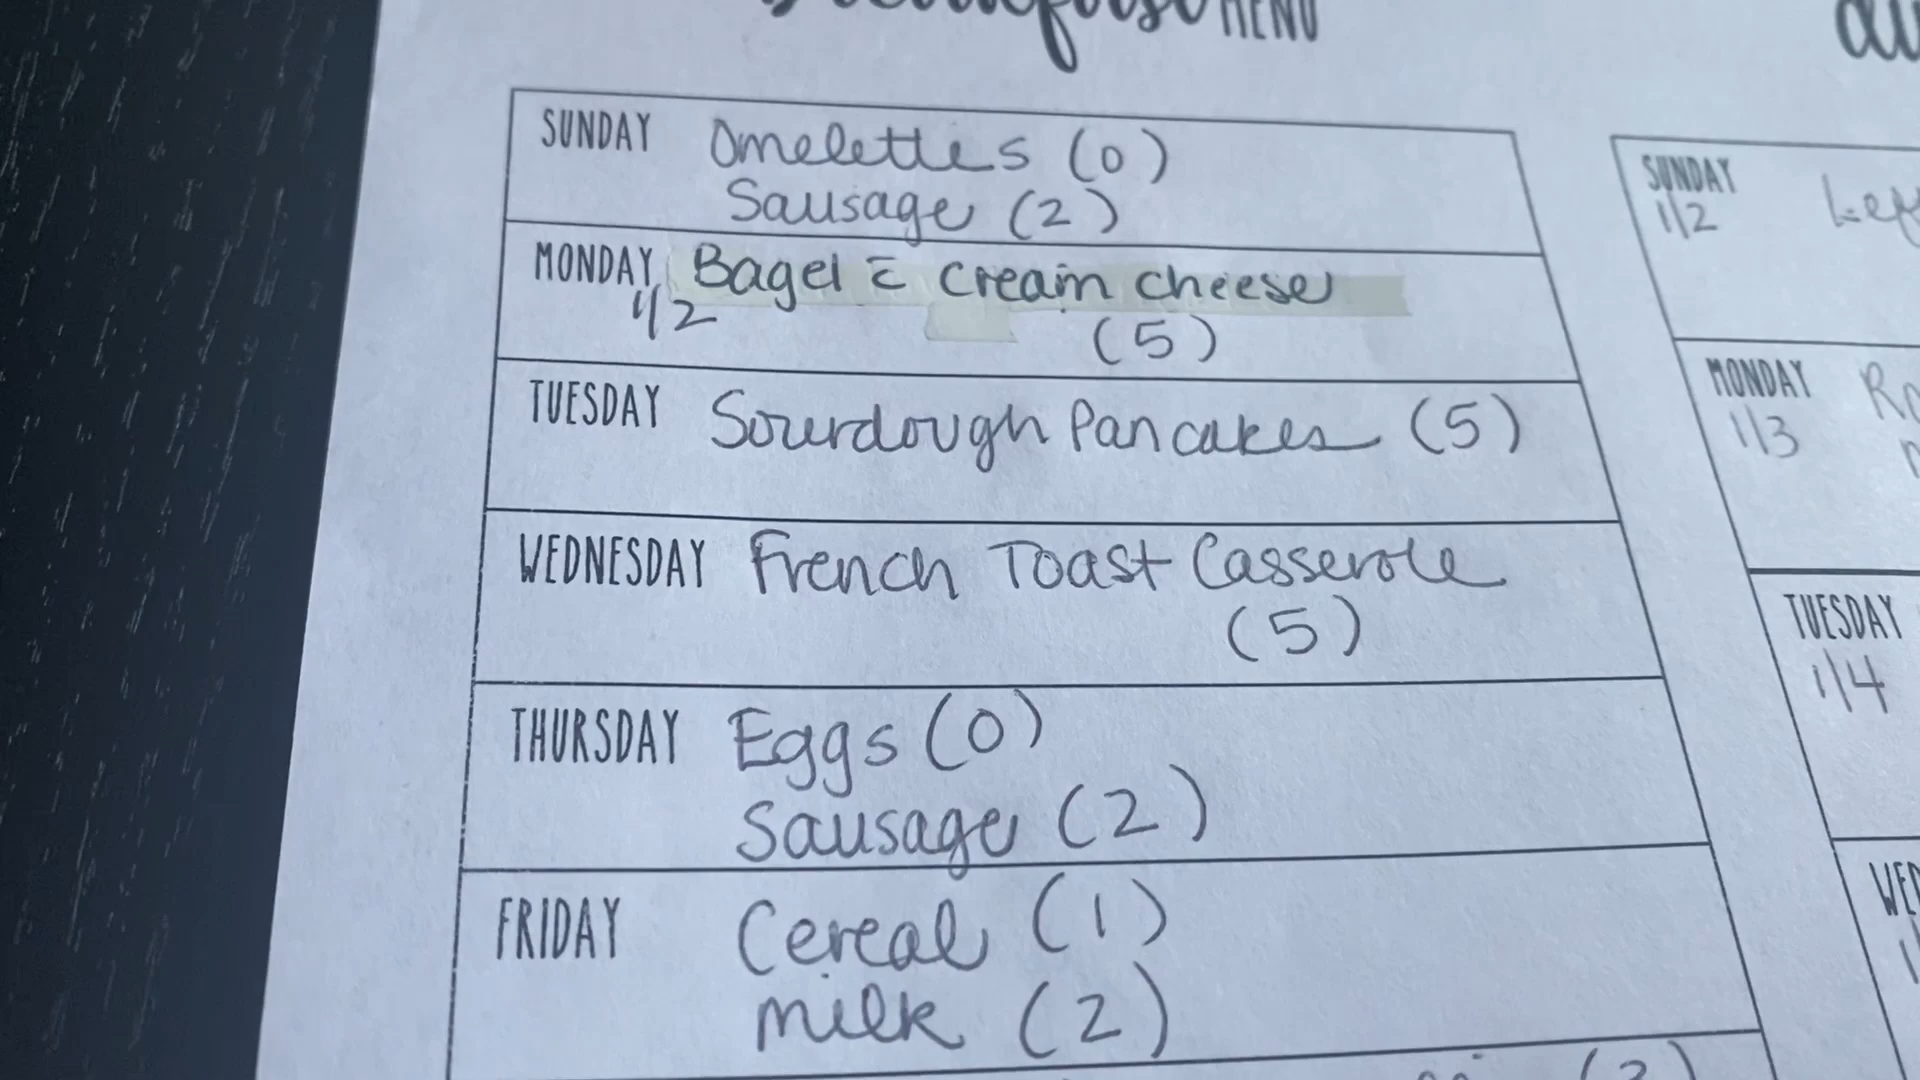 MENU
SUNDAY Omelettes (0)
Sausage (2)
MONDAY Bagel c̄ cream cheese
1/2 (5)
TUESDAY Sourdough Pancakes (5)
WEDNESDAY French Toast Casserole
(5)
THURSDAY Eggs (0)
Sausage (2)
FRIDAY Cereal (1)
milk (2)
SUNDAY
1/2
MONDAY
1/3
TUESDAY
1/4